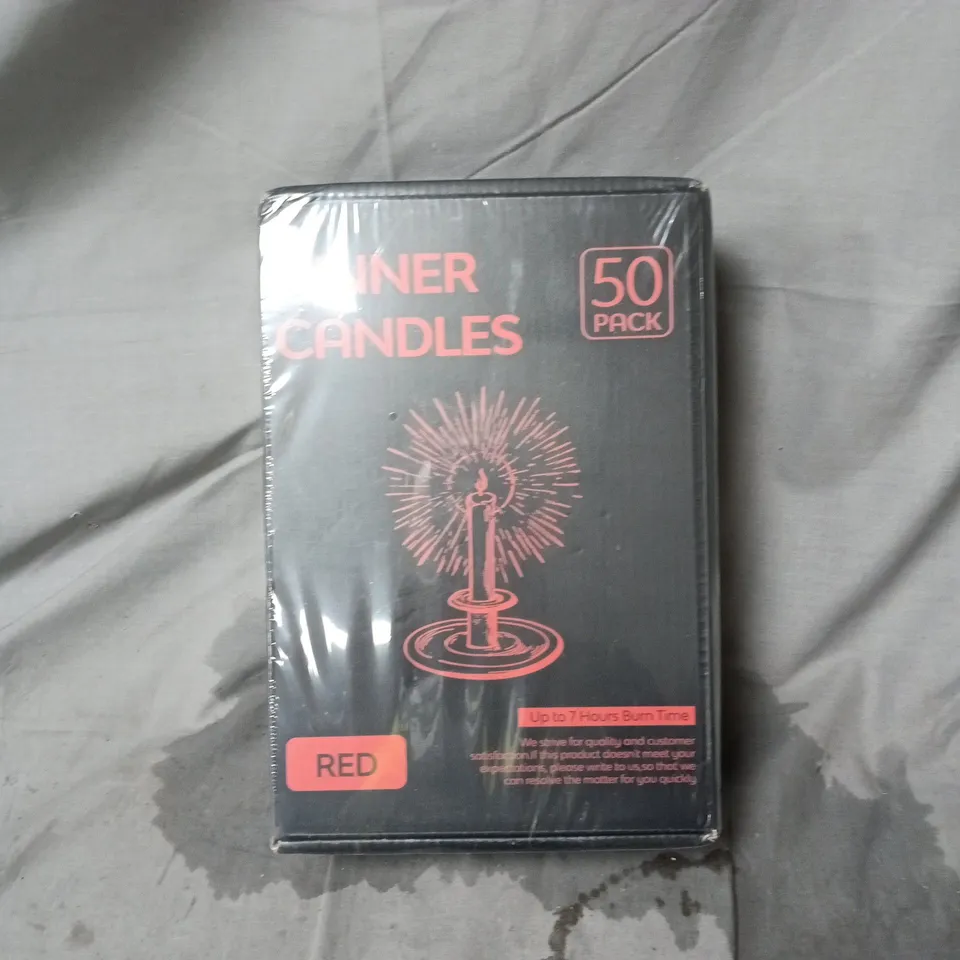 INNER
CANDLES
50
PACK
Up to 7 Hours Burn Time
We strive for quality and customer
satisfaction.If this product doesn't meet your
expectations, please write to us,so that we
can resolve the matter for you quickly
RED